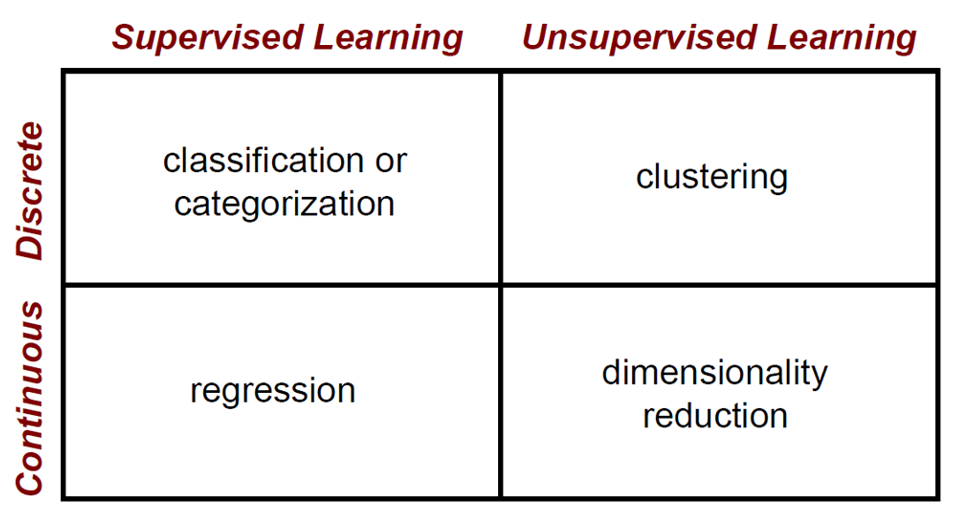 Supervised Learning
Unsupervised Learning
Discrete
classification or
categorization
clustering
Continuous
regression
dimensionality
reduction